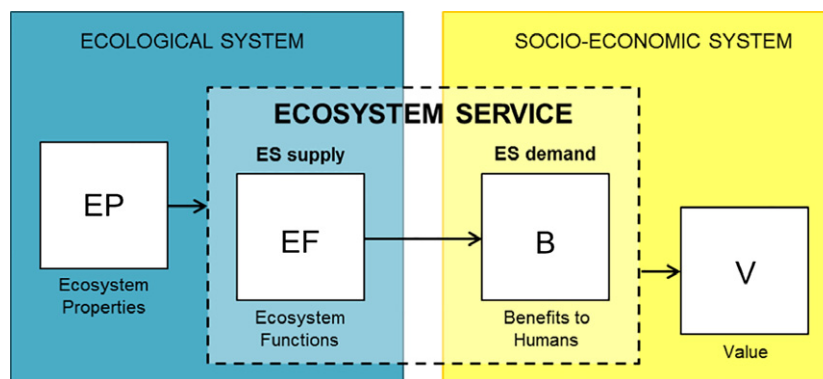 ECOLOGICAL SYSTEM
SOCIO-ECONOMIC SYSTEM
ECOSYSTEM SERVICE
ES supply
ES demand
EP
EF
B
V
Ecosystem
Properties
Ecosystem
Functions
Benefits to
Humans
Value